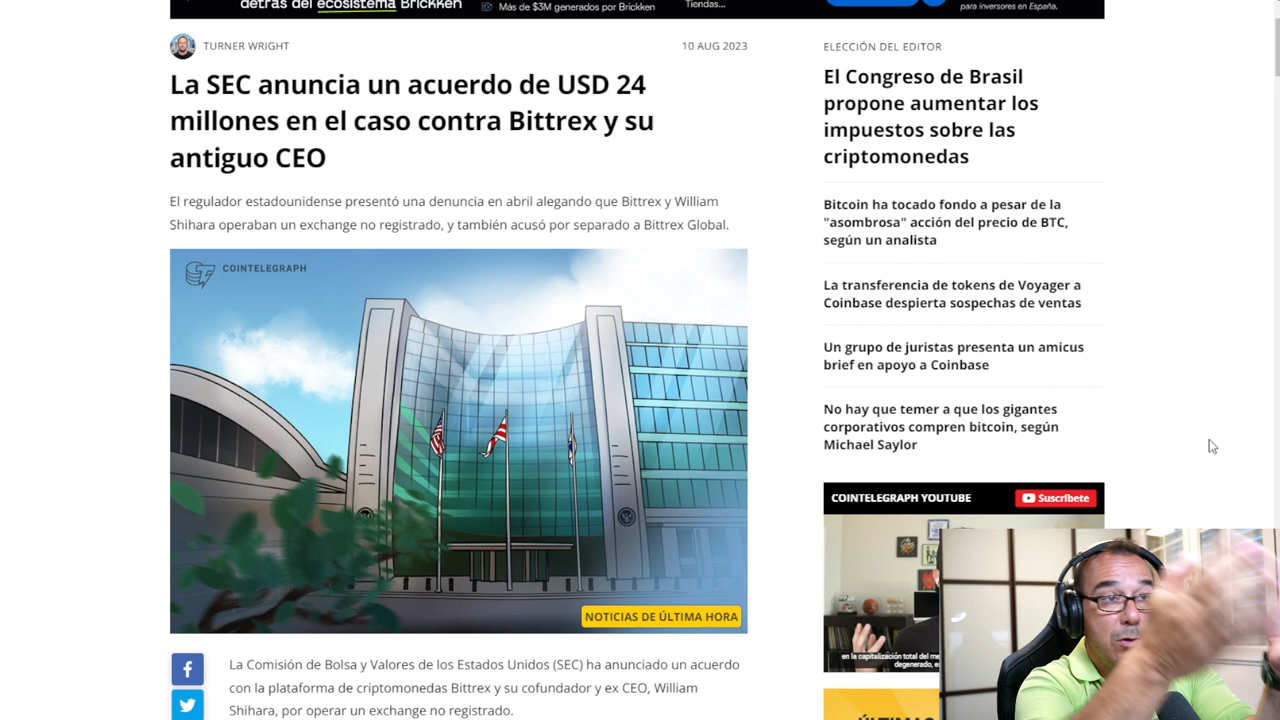 detrás del ecosistema Brickken
Más de $3M generados por Brickken
Tiendas...
para inversores en España.
TURNER WRIGHT
10 AUG 2023
La SEC anuncia un acuerdo de USD 24
millones en el caso contra Bittrex y su
antiguo CEO
El regulador estadounidense presentó una denuncia en abril alegando que Bittrex y William
Shihara operaban un exchange no registrado, y también acusó por separado a Bittrex Global.
COINTELEGRAPH
NOTICIAS DE ÚLTIMA HORA
La Comisión de Bolsa y Valores de los Estados Unidos (SEC) ha anunciado un acuerdo
con la plataforma de criptomonedas Bittrex y su cofundador y ex CEO, William
Shihara, por operar un exchange no registrado.
ELECCIÓN DEL EDITOR
El Congreso de Brasil
propone aumentar los
impuestos sobre las
criptomonedas
Bitcoin ha tocado fondo a pesar de la
"asombrosa" acción del precio de BTC,
según un analista
La transferencia de tokens de Voyager a
Coinbase despierta sospechas de ventas
Un grupo de juristas presenta un amicus
brief en apoyo a Coinbase
No hay que temer a que los gigantes
corporativos compren bitcoin, según
Michael Saylor
COINTELEGRAPH YOUTUBE
Suscríbete
en la capitalización total del me
degenerado, e